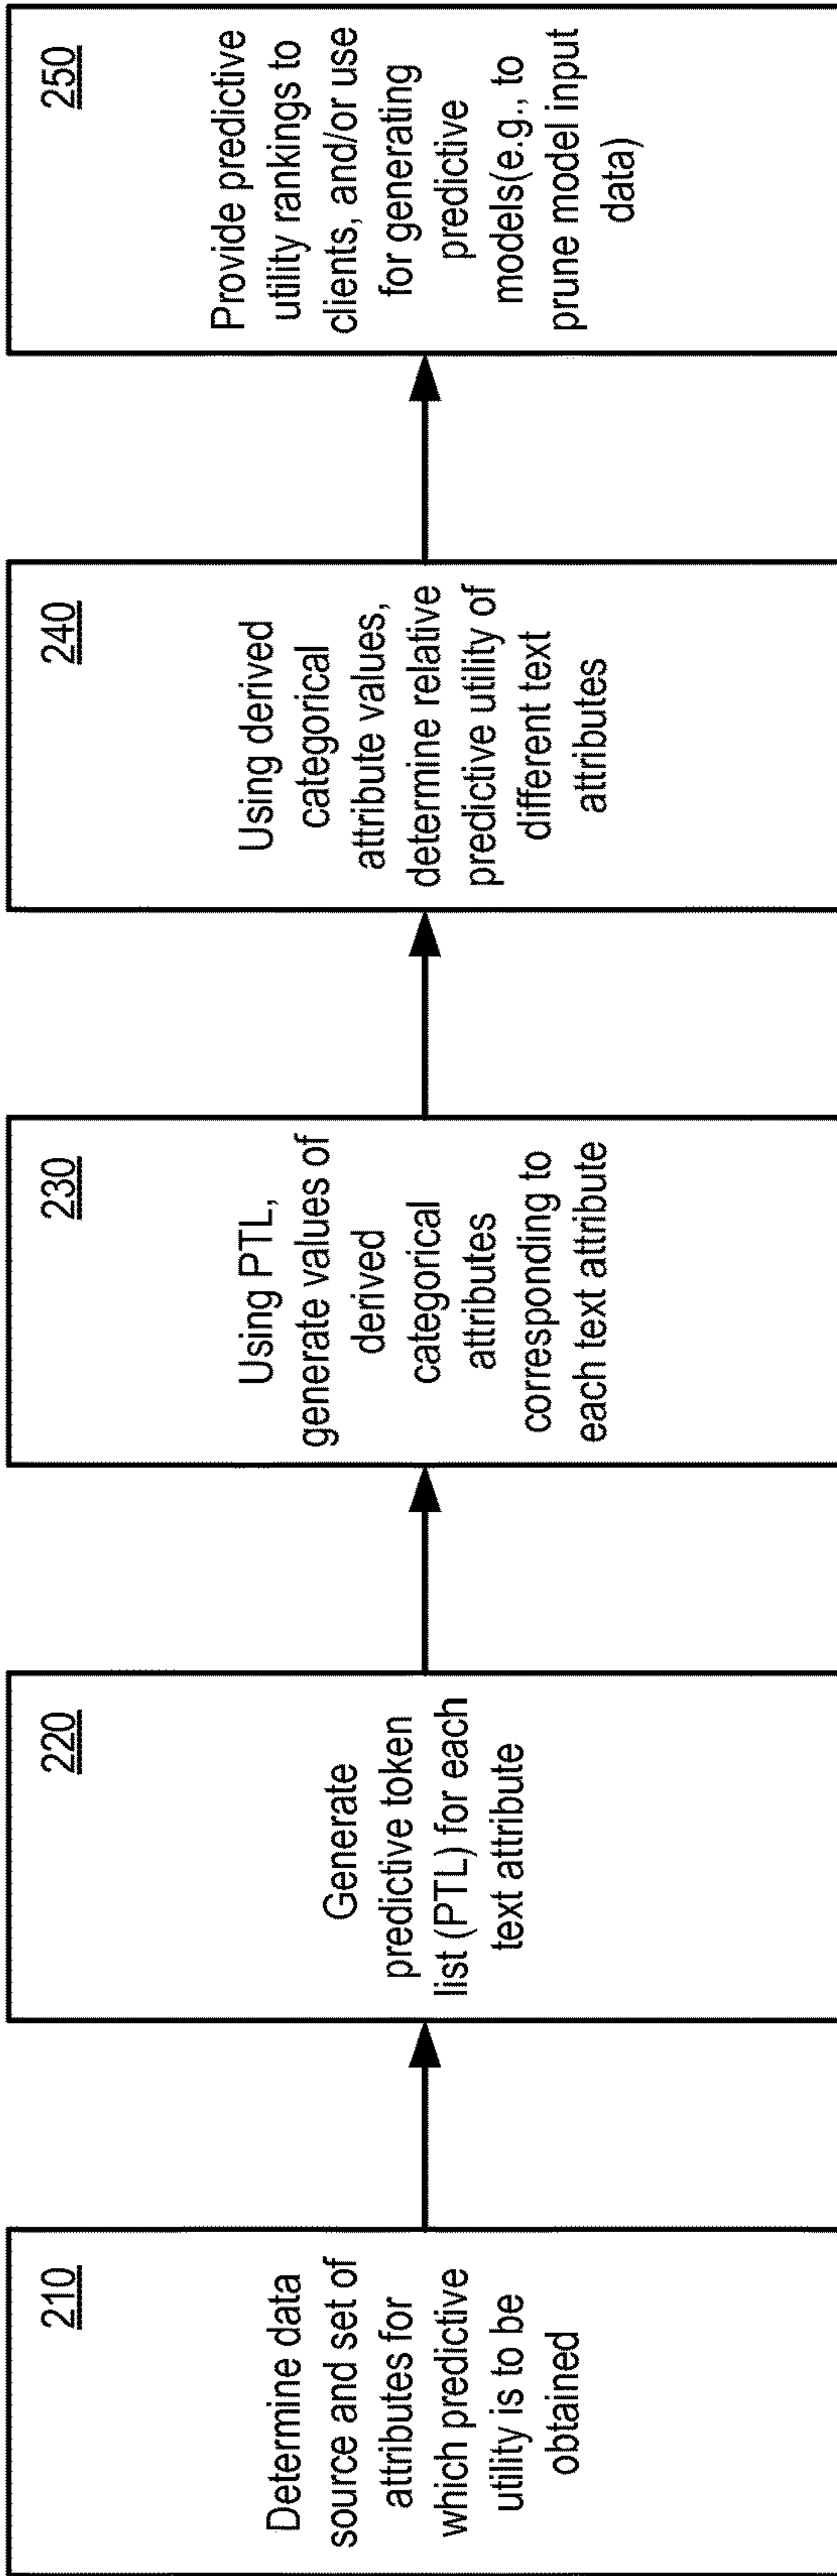 210
Determine data
source and set of
attributes for
which predictive
utility is to be
obtained
220
Generate
predictive token
list (PTL) for each
text attribute
230
Using PTL,
generate values of
derived
categorical
attributes
corresponding to
each text attribute
240
Using derived
categorical
attribute values,
determine relative
predictive utility of
different text
attributes
250
Provide predictive
utility rankings to
clients, and/or use
for generating
predictive
models(e.g., to
prune model input
data)